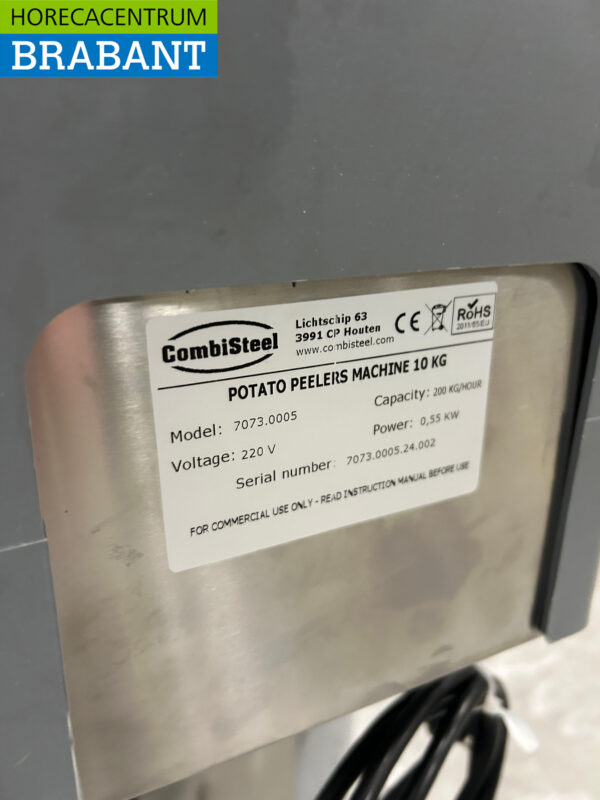 HORECACENTRUM
BRABANT
CombiSteel
Lichtschip 63
3991 CP Houten
www.combisteel.com
CE
RoHS
2011/65/EU
POTATO PEELERS MACHINE 10 KG
Model: 7073.0005
Capacity: 200 KG/HOUR
Voltage: 220 V
Power: 0,55 KW
Serial number: 7073.0005.24.002
FOR COMMERCIAL USE ONLY - READ INSTRUCTION MANUAL BEFORE USE